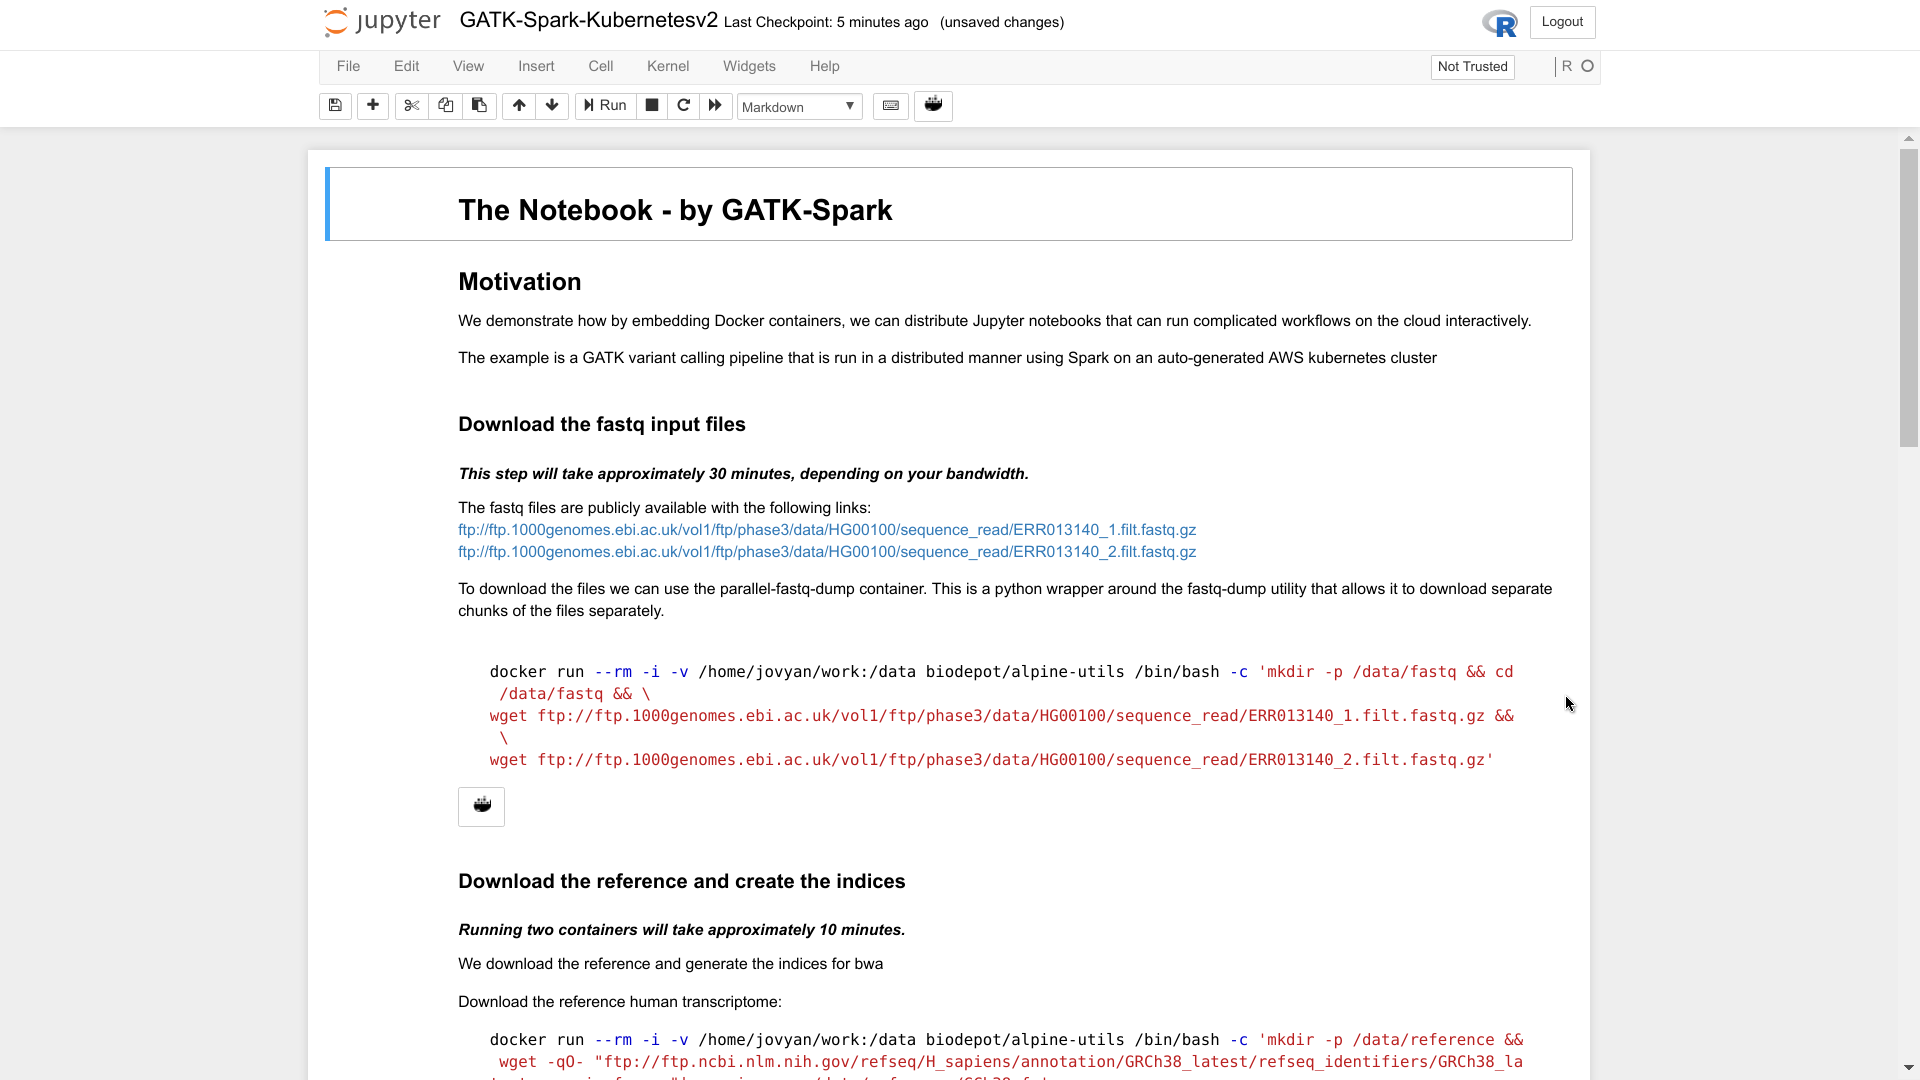 jupyter GATK-Spark-Kubernetesv2 Last Checkpoint: 5 minutes ago (unsaved changes) R Logout
File Edit View Insert Cell Kernel Widgets Help Not Trusted R
Run Markdown
The Notebook - by GATK-Spark
Motivation
We demonstrate how by embedding Docker containers, we can distribute Jupyter notebooks that can run complicated workflows on the cloud interactively.
The example is a GATK variant calling pipeline that is run in a distributed manner using Spark on an auto-generated AWS kubernetes cluster
Download the fastq input files
This step will take approximately 30 minutes, depending on your bandwidth.
The fastq files are publicly available with the following links:
ftp://ftp.1000genomes.ebi.ac.uk/vol1/ftp/phase3/data/HG00100/sequence_read/ERR013140_1.filt.fastq.gz
ftp://ftp.1000genomes.ebi.ac.uk/vol1/ftp/phase3/data/HG00100/sequence_read/ERR013140_2.filt.fastq.gz
To download the files we can use the parallel-fastq-dump container. This is a python wrapper around the fastq-dump utility that allows it to download separate
chunks of the files separately.
docker run --rm -i -v /home/jovyan/work:/data biodepot/alpine-utils /bin/bash -c 'mkdir -p /data/fastq && cd
/data/fastq && \
wget ftp://ftp.1000genomes.ebi.ac.uk/vol1/ftp/phase3/data/HG00100/sequence_read/ERR013140_1.filt.fastq.gz &&
\
wget ftp://ftp.1000genomes.ebi.ac.uk/vol1/ftp/phase3/data/HG00100/sequence_read/ERR013140_2.filt.fastq.gz'
Download the reference and create the indices
Running two containers will take approximately 10 minutes.
We download the reference and generate the indices for bwa
Download the reference human transcriptome:
docker run --rm -i -v /home/jovyan/work:/data biodepot/alpine-utils /bin/bash -c 'mkdir -p /data/reference &&
wget -qO- "ftp://ftp.ncbi.nlm.nih.gov/refseq/H_sapiens/annotation/GRCh38_latest/refseq_identifiers/GRCh38_la